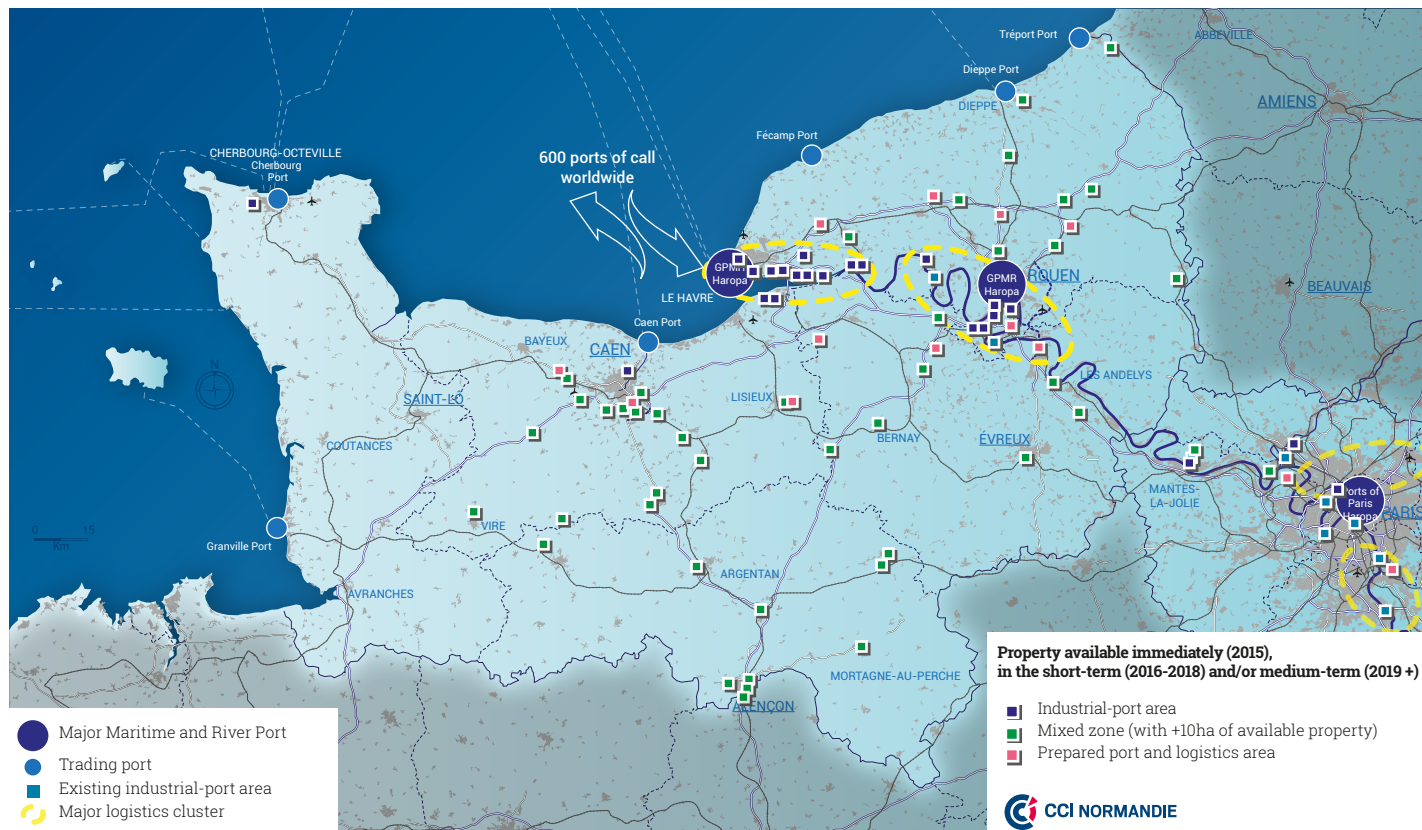 Tréport Port
ABBEVILLE
Dieppe Port
DIEPPE
AMIENS
Fécamp Port
CHERBOURG-OCTEVILLE
Cherbourg
Port
600 ports of call
worldwide
GPMH
Haropa
LE HAVRE
GPMR
Haropa
ROUEN
BEAUVAIS
Caen Port
BAYEUX
CAEN
N
SAINT-LÔ
LISIEUX
LES ANDELYS
COUTANCES
BERNAY
ÉVREUX
MANTES-
LA-JOLIE
Ports of
Paris
Haropa
PARIS
0 15
Km
VIRE
Granville Port
ARGENTAN
AVRANCHES
MORTAGNE-AU-PERCHE
ALENÇON
Major Maritime and River Port
Trading port
Existing industrial-port area
Major logistics cluster
Property available immediately (2015),
in the short-term (2016-2018) and/or medium-term (2019 +)
Industrial-port area
Mixed zone (with +10ha of available property)
Prepared port and logistics area
CCI NORMANDIE